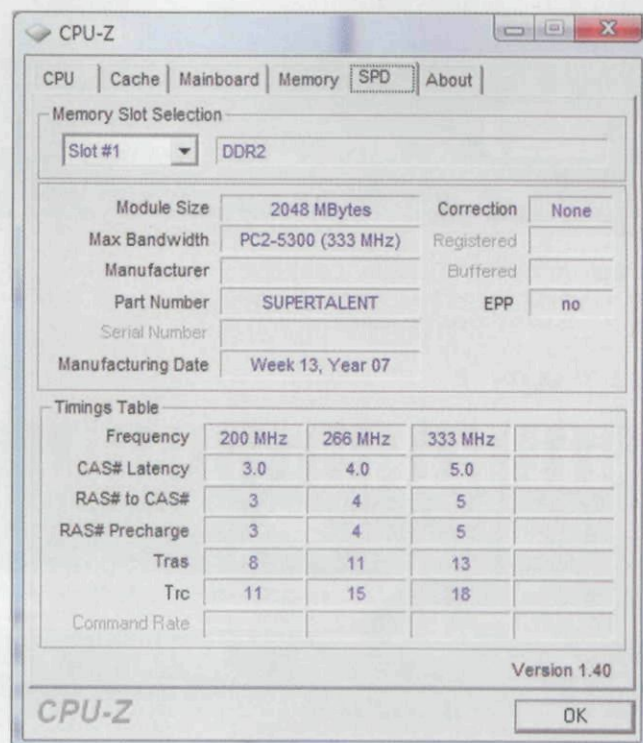 CPU-Z
CPU Cache Mainboard Memory SPD About
Memory Slot Selection
Slot #1 DDR2
Module Size 2048 MBytes Correction None
Max Bandwidth PC2-5300 (333 MHz) Registered
Manufacturer Buffered
Part Number SUPERTALENT EPP no
Serial Number
Manufacturing Date Week 13, Year 07
Timings Table
Frequency 200 MHz 266 MHz 333 MHz
CAS# Latency 3.0 4.0 5.0
RAS# to CAS# 3 4 5
RAS# Precharge 3 4 5
Tras 8 11 13
Trc 11 15 18
Command Rate
Version 1.40
CPU-Z OK